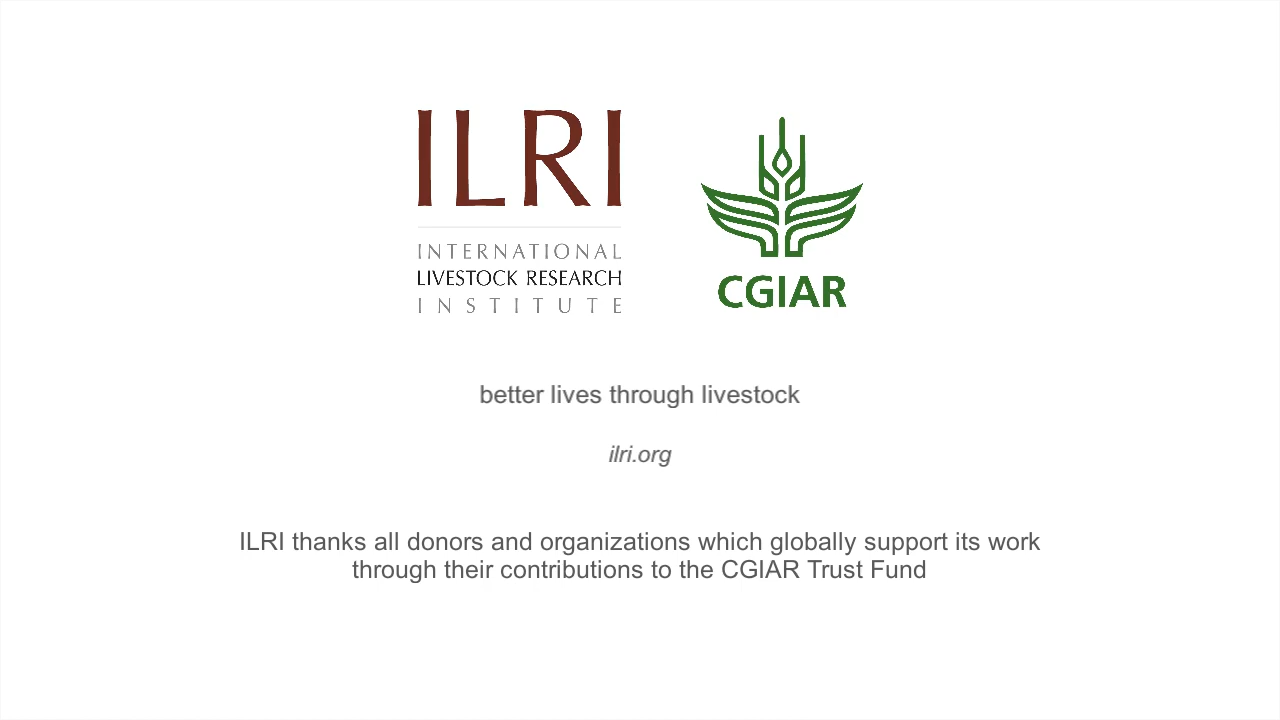 ILRI
INTERNATIONAL
LIVESTOCK RESEARCH
INSTITUTE
CGIAR
better lives through livestock
ilri.org
ILRI thanks all donors and organizations which globally support its work
through their contributions to the CGIAR Trust Fund